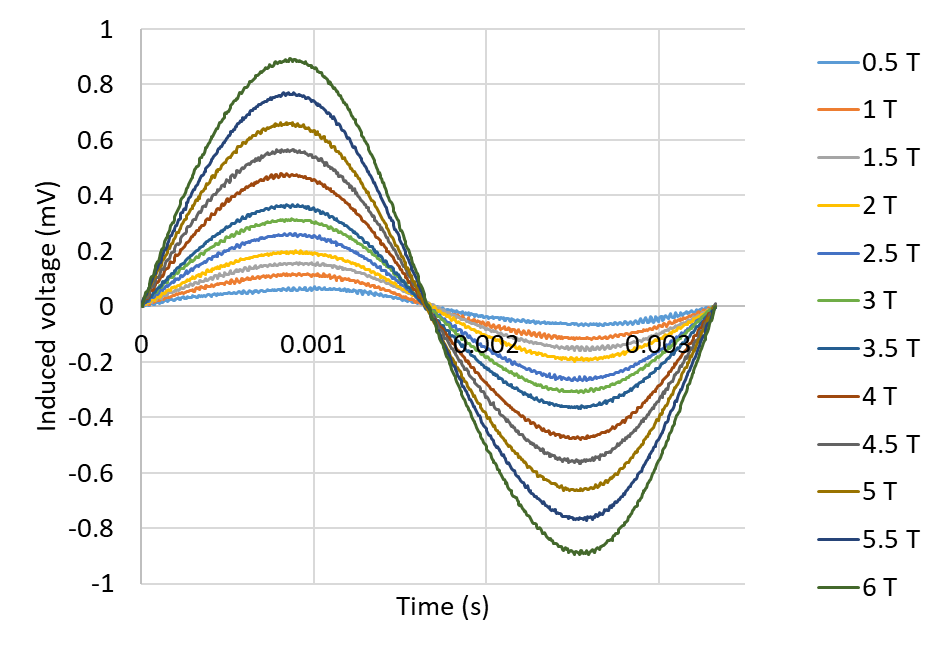 1
0.8
0.6
0.4
0.2
0
-0.2
-0.4
-0.6
-0.8
-1
Induced voltage (mV)
0 0.001 0.002 0.003
Time (s)
0.5 T
1 T
1.5 T
2 T
2.5 T
3 T
3.5 T
4 T
4.5 T
5 T
5.5 T
6 T